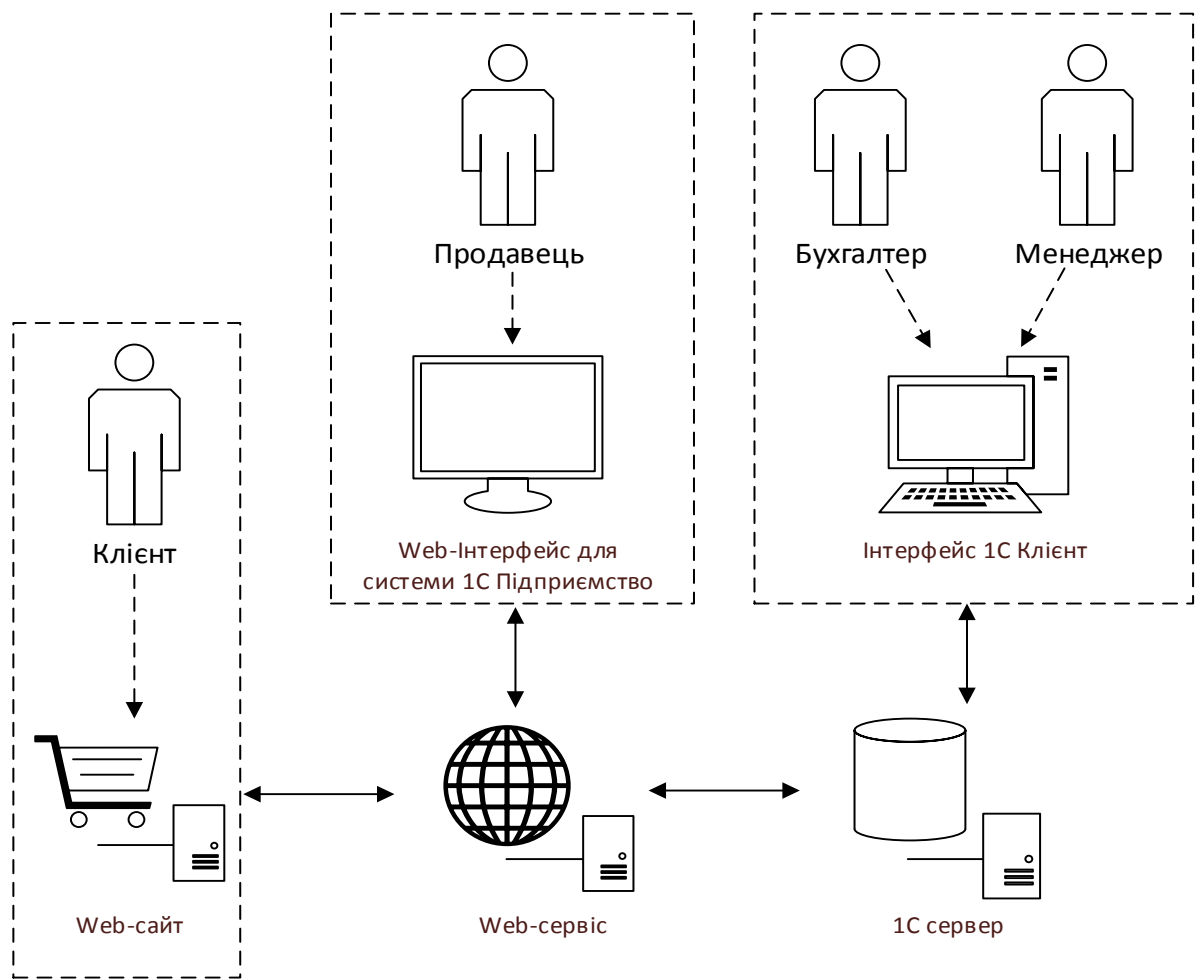 Продавець
Бухгалтер
Менеджер
Клієнт
Web-Інтерфейс для
системи 1С Підприємство
Інтерфейс 1С Клієнт
Web-сайт
Web-сервіс
1С сервер